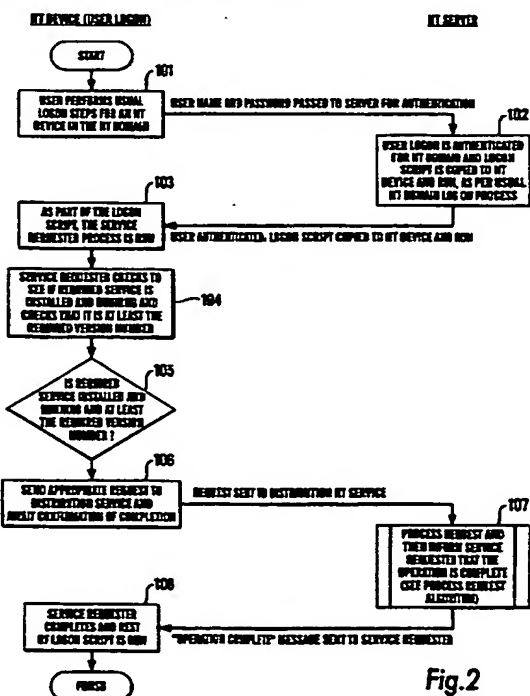 NT DEVICE (USER LOGON)
NT SERVER
START
101
USER PERFORMS USUAL
LOGON STEPS FOR AN NT
DEVICE IN THE NT DOMAIN
USER NAME AND PASSWORD PASSED TO SERVER FOR AUTHENTICATION
102
USER LOGON IS AUTHENTICATED
FOR NT DOMAIN AND LOGON
SCRIPT IS COPIED TO NT
DEVICE AND RUN, AS PER USUAL
NT DOMAIN LOG ON PROCESS
103
AS PART OF THE LOGON
SCRIPT, THE SERVICE
REQUESTER PROCESS IS RUN
USER AUTHENTICATED. LOGON SCRIPT COPIED TO NT DEVICE AND RUN
SERVICE REQUESTER CHECKS TO
SEE IF REQUIRED SERVICE IS
INSTALLED AND RUNNING AND
CHECKS THAT IT IS AT LEAST THE
REQUIRED VERSION NUMBER
104
105
IS REQUIRED
SERVICE INSTALLED AND
RUNNING AND AT LEAST
THE REQUIRED VERSION
NUMBER ?
106
SEND APPROPRIATE REQUEST TO
DISTRIBUTION SERVICE AND
AWAIT CONFIRMATION OF COMPLETION
REQUEST SENT TO DISTRIBUTION NT SERVICE
107
PROCESS REQUEST AND
THEN INFORM SERVICE
REQUESTER THAT THE
OPERATION IS COMPLETE
(SEE PROCESS REQUEST
ALGORITHM)
108
SERVICE REQUESTER
COMPLETES AND REST
OF LOGON SCRIPT IS RUN
"OPERATION COMPLETE" MESSAGE SENT TO SERVICE REQUESTER
Fig.2